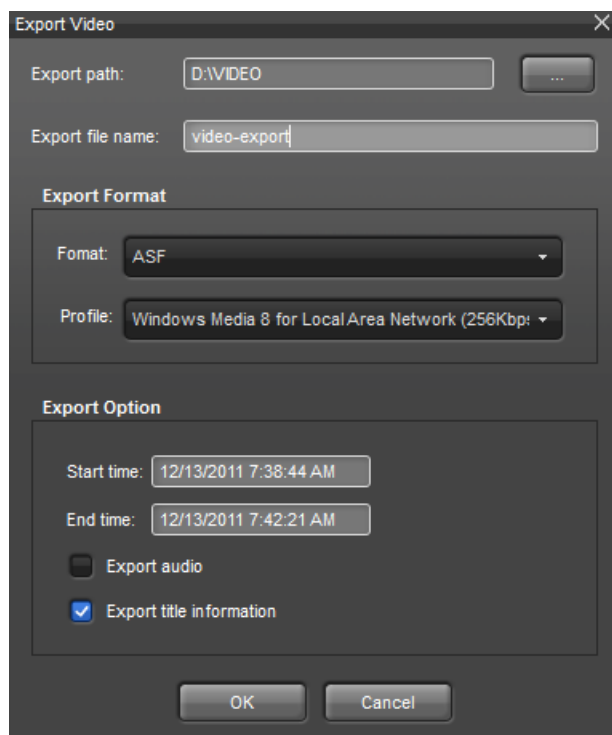 Export Video
Export path: D:\VIDEO ...
Export file name: video-export
Export Format
Fomat: ASF
Profile: Windows Media 8 for Local Area Network (256Kbp
Export Option
Start time: 12/13/2011 7:38:44 AM
End time: 12/13/2011 7:42:21 AM
Export audio
Export title information
OK Cancel